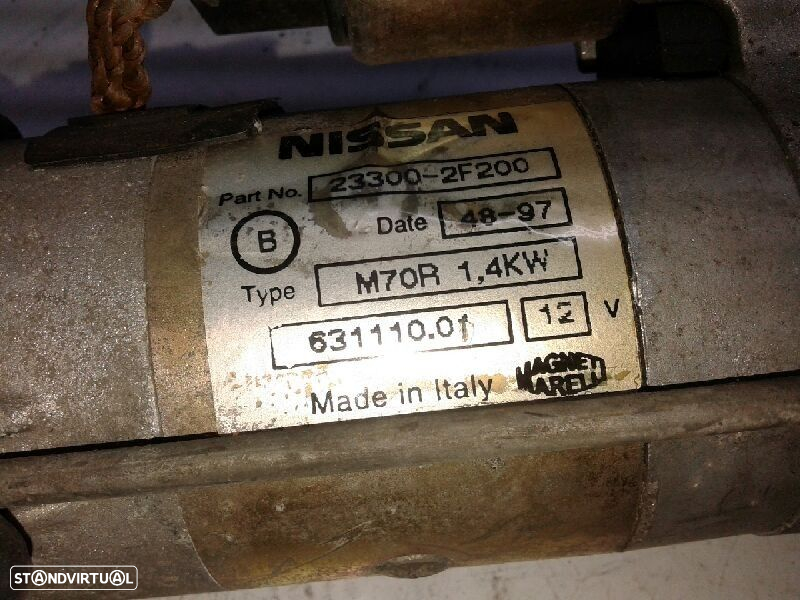 NISSAN
Part No. 23300-2F200
B
Date 48-97
Type M70R 1,4KW
631110.01 12 V
Made in Italy MAGNETI MARELLI
STANDVIRTUAL